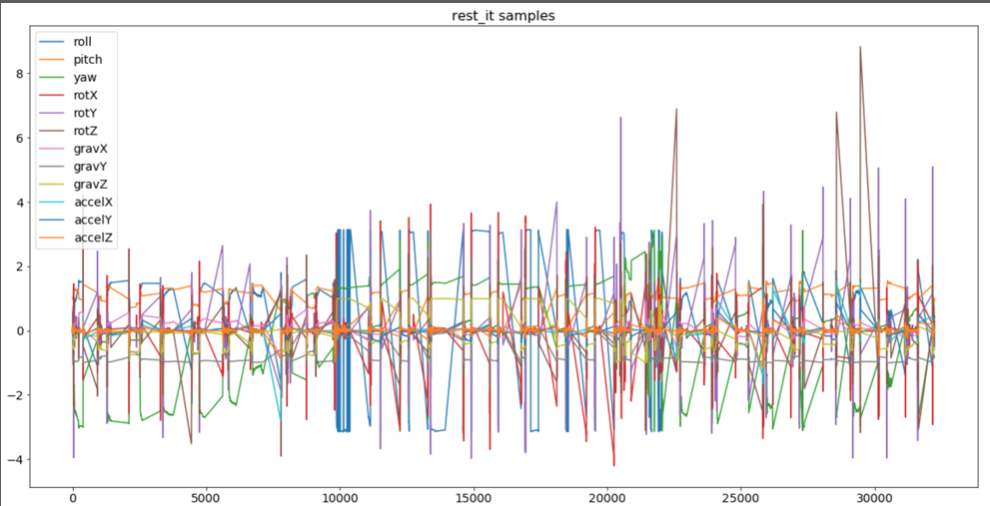 rest_it samples
roll
pitch
yaw
rotX
rotY
rotZ
gravX
gravY
gravZ
accelX
accelY
accelZ
8
6
4
2
0
−2
−4
0 5000 10000 15000 20000 25000 30000